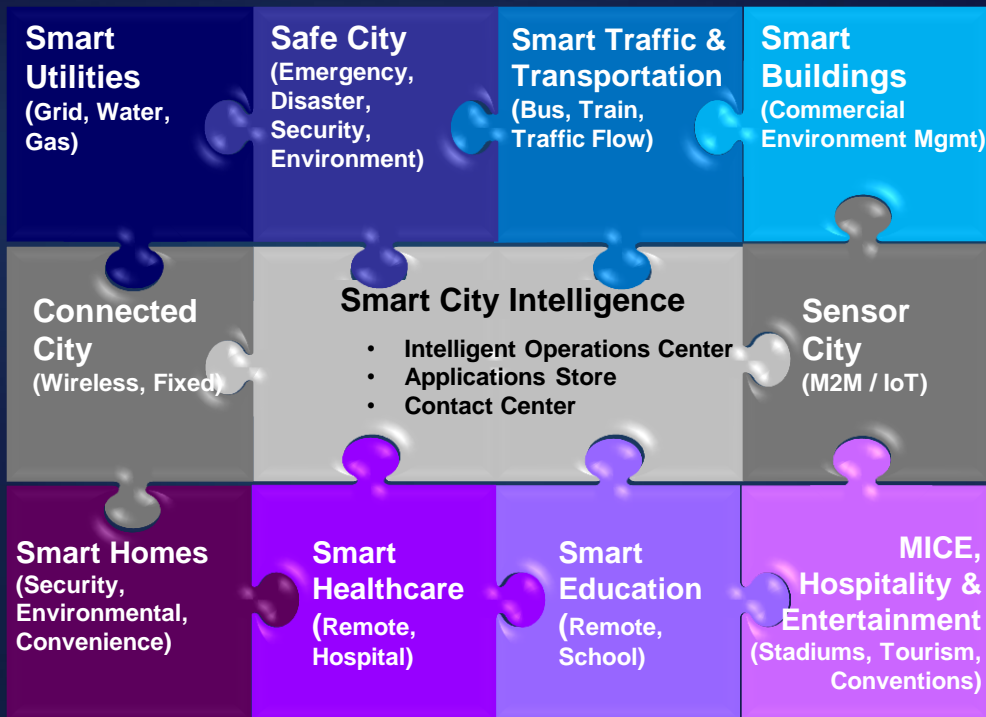 Smart
Utilities
(Grid, Water,
Gas)
Safe City
(Emergency,
Disaster,
Security,
Environment)
Smart Traffic &
Transportation
(Bus, Train,
Traffic Flow)
Smart
Buildings
(Commercial
Environment Mgmt)
Connected
City
(Wireless, Fixed)
Smart City Intelligence
• Intelligent Operations Center
• Applications Store
• Contact Center
Sensor
City
(M2M / IoT)
Smart Homes
(Security,
Environmental,
Convenience)
Smart
Healthcare
(Remote,
Hospital)
Smart
Education
(Remote,
School)
MICE,
Hospitality &
Entertainment
(Stadiums, Tourism,
Conventions)